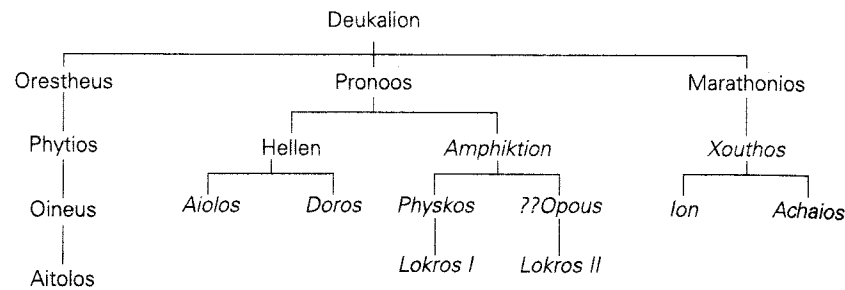 Deukalion
Orestheus Pronoos Marathonios
Phytios Hellen Amphiktion Xouthos
Oineus Aiolos Doros Physkos ??Opous Ion Achaios
Aitolos Lokros I Lokros II